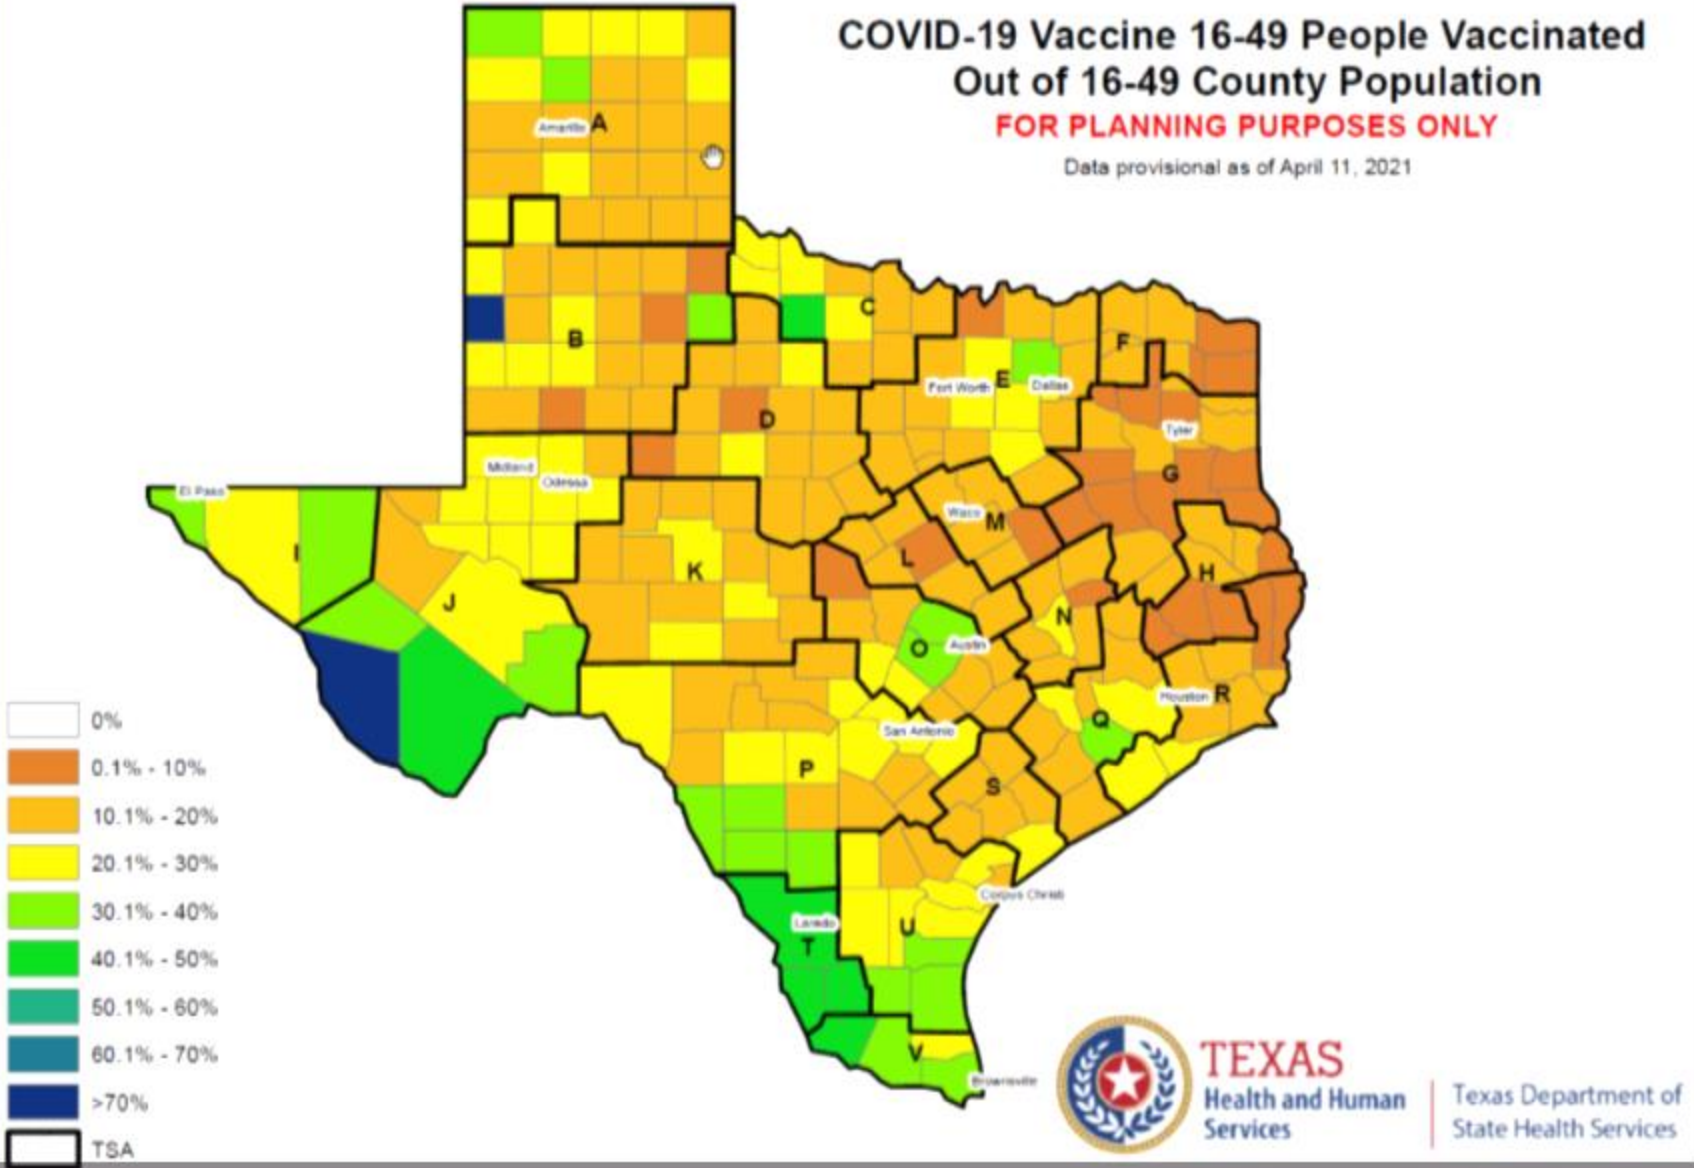 COVID-19 Vaccine 16-49 People Vaccinated
Out of 16-49 County Population
FOR PLANNING PURPOSES ONLY
Data provisional as of April 11, 2021
Amarillo
A
B
C
F
Fort Worth
E
Dallas
D
Tyler
Midland
Odessa
G
El Paso
Waco
M
I
L
K
H
J
N
O
Austin
Houston
R
Q
San Antonio
P
S
Corpus Christi
Laredo
U
T
V
Brownsville
0%
0.1% - 10%
10.1% - 20%
20.1% - 30%
30.1% - 40%
40.1% - 50%
50.1% - 60%
60.1% - 70%
>70%
TSA
TEXAS
Health and Human
Services
Texas Department of
State Health Services